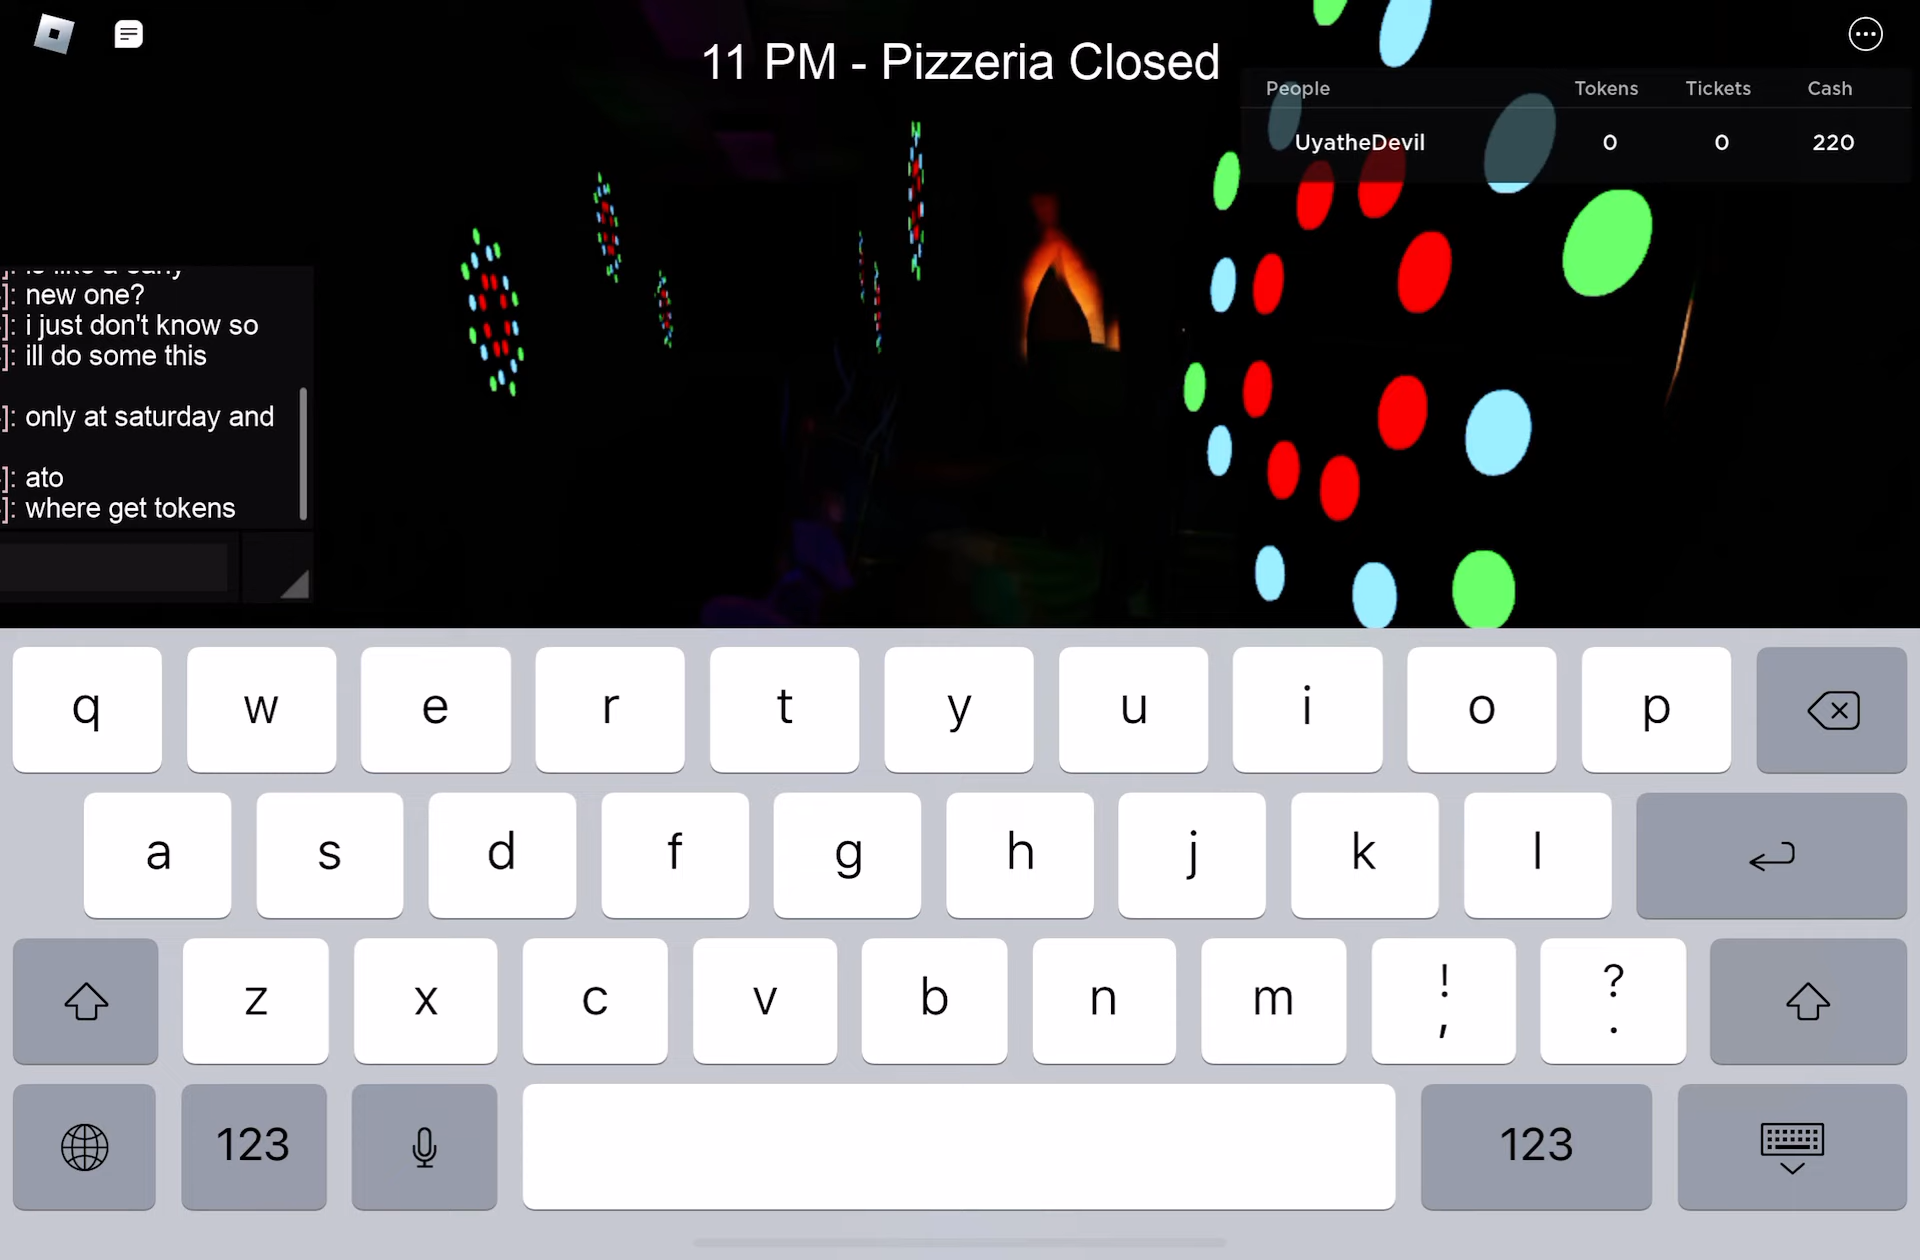 11 PM - Pizzeria Closed
People Tokens Tickets Cash
UyatheDevil 0 0 220
]: new one?
]: i just don't know so
]: ill do some this
]: only at saturday and
]: ato
]: where get tokens
q w e r t y u i o p
a s d f g h j k l
z x c v b n m ! , ? .
123 123